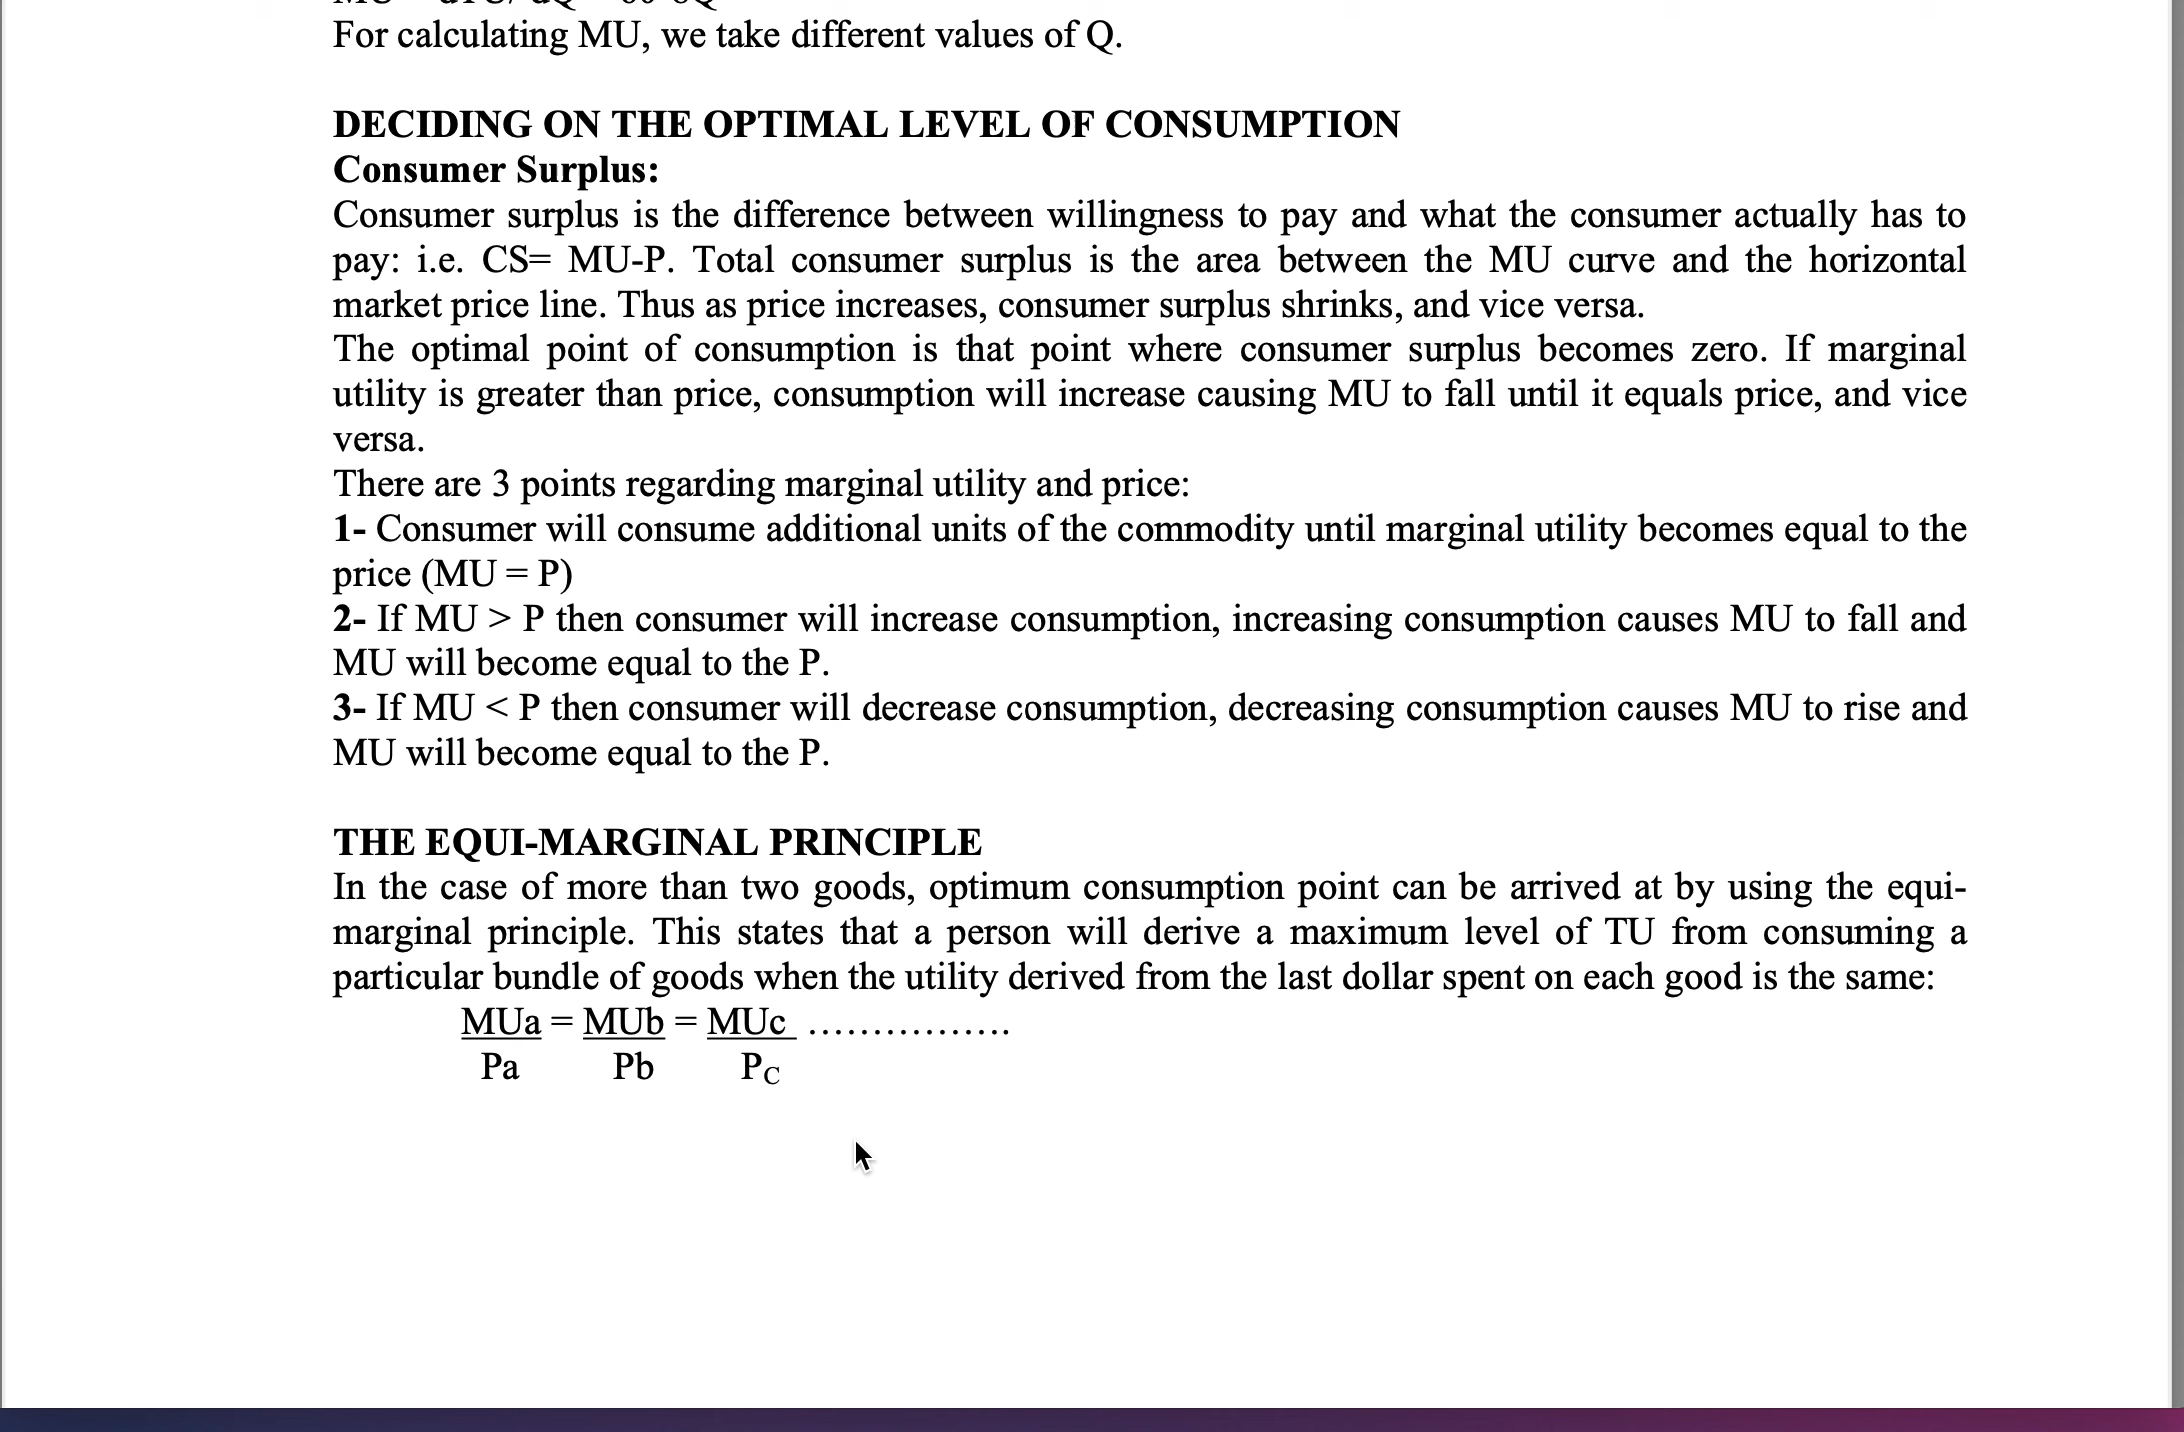 For calculating MU, we take different values of Q.
DECIDING ON THE OPTIMAL LEVEL OF CONSUMPTION
Consumer Surplus:
Consumer surplus is the difference between willingness to pay and what the consumer actually has to
pay: i.e. CS= MU-P. Total consumer surplus is the area between the MU curve and the horizontal
market price line. Thus as price increases, consumer surplus shrinks, and vice versa.
The optimal point of consumption is that point where consumer surplus becomes zero. If marginal
utility is greater than price, consumption will increase causing MU to fall until it equals price, and vice
versa.
There are 3 points regarding marginal utility and price:
1- Consumer will consume additional units of the commodity until marginal utility becomes equal to the
price (MU = P)
2- If MU > P then consumer will increase consumption, increasing consumption causes MU to fall and
MU will become equal to the P.
3- If MU < P then consumer will decrease consumption, decreasing consumption causes MU to rise and
MU will become equal to the P.
THE EQUI-MARGINAL PRINCIPLE
In the case of more than two goods, optimum consumption point can be arrived at by using the equi-
marginal principle. This states that a person will derive a maximum level of TU from consuming a
particular bundle of goods when the utility derived from the last dollar spent on each good is the same:
MUa = MUb = MUc ................
Pa Pb PC